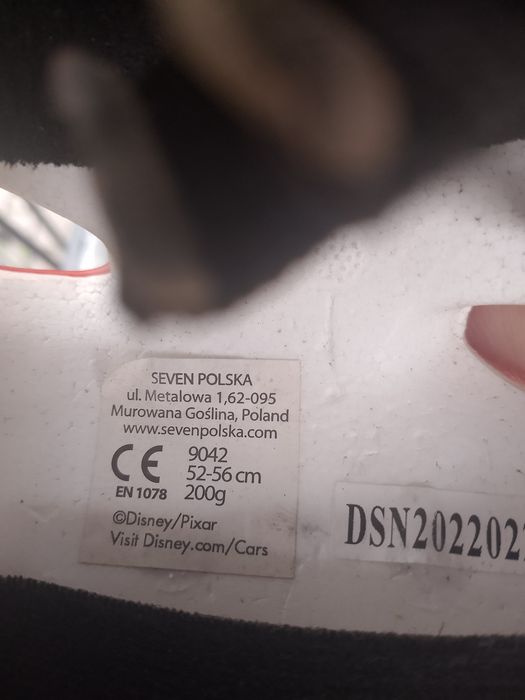 SEVEN POLSKA
ul. Metalowa 1,62-095
Murowana Goślina, Poland
www.sevenpolska.com
CE
9042
52-56 cm
EN 1078
200g
©Disney/Pixar
Visit Disney.com/Cars
DSN202202